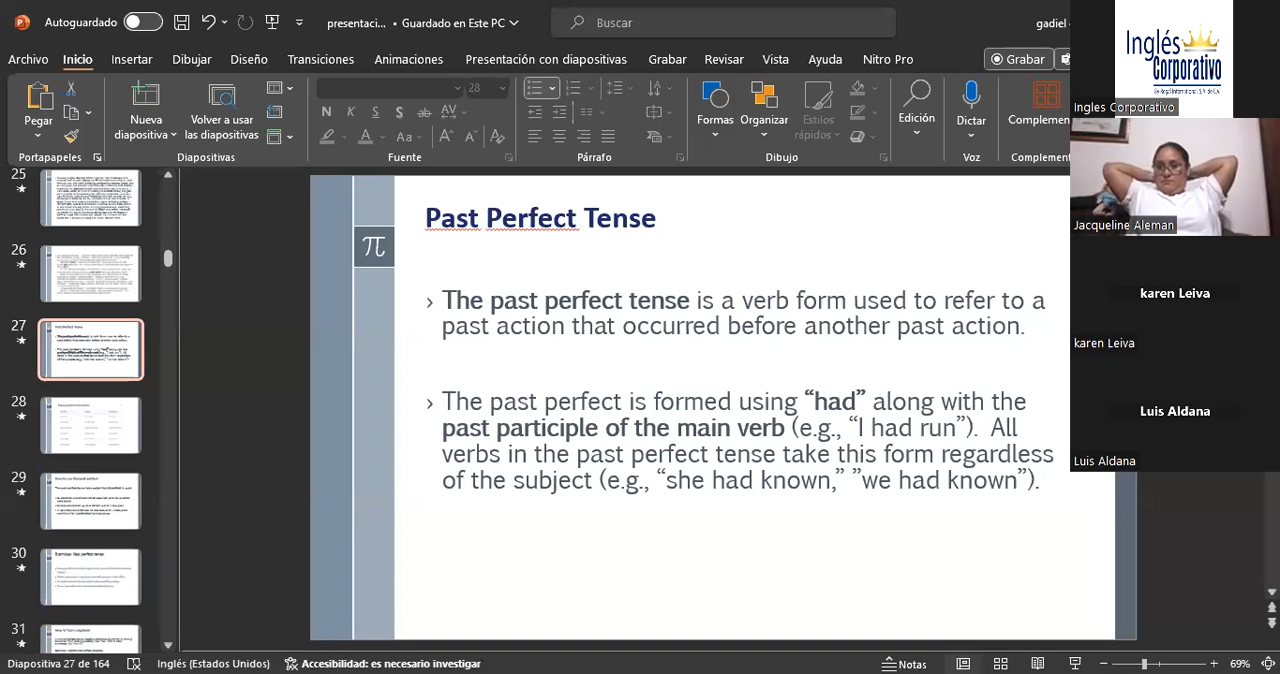 Autoguardado
presentaci... • Guardado en Este PC
Buscar
gadiel
Archivo Inicio Insertar Dibujar Diseño Transiciones Animaciones Presentación con diapositivas Grabar Revisar Vista Ayuda Nitro Pro
Grabar
Pegar
Nueva diapositiva
Volver a usar las diapositivas
28
N K S S ab AV
A Aa A A
Formas
Organizar
Estilos rápidos
Edición
Dictar
Complemen
Portapapeles
Diapositivas
Fuente
Párrafo
Dibujo
Voz
Complement
25
26
27
28
29
30
31
Past Perfect Tense
π
› The past perfect tense is a verb form used to refer to a
past action that occurred before another past action.
› The past perfect is formed using “had” along with the
past participle of the main verb (e.g., “I had run”). All
verbs in the past perfect tense take this form regardless
of the subject (e.g., “she had known,” ”we had known”).
Inglés
Corporativo
Ingles Corporativo
Jacqueline Aleman
karen Leiva
karen Leiva
Luis Aldana
Luis Aldana
Diapositiva 27 de 164
Inglés (Estados Unidos)
Accesibilidad: es necesario investigar
Notas
69%